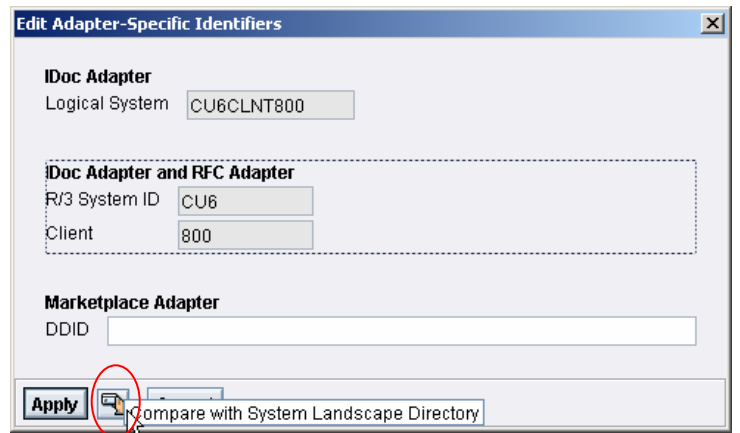 Edit Adapter-Specific Identifiers
IDoc Adapter
Logical System CU6CLNT800
IDoc Adapter and RFC Adapter
R/3 System ID CU6
Client 800
Marketplace Adapter
DDID
Apply
Compare with System Landscape Directory